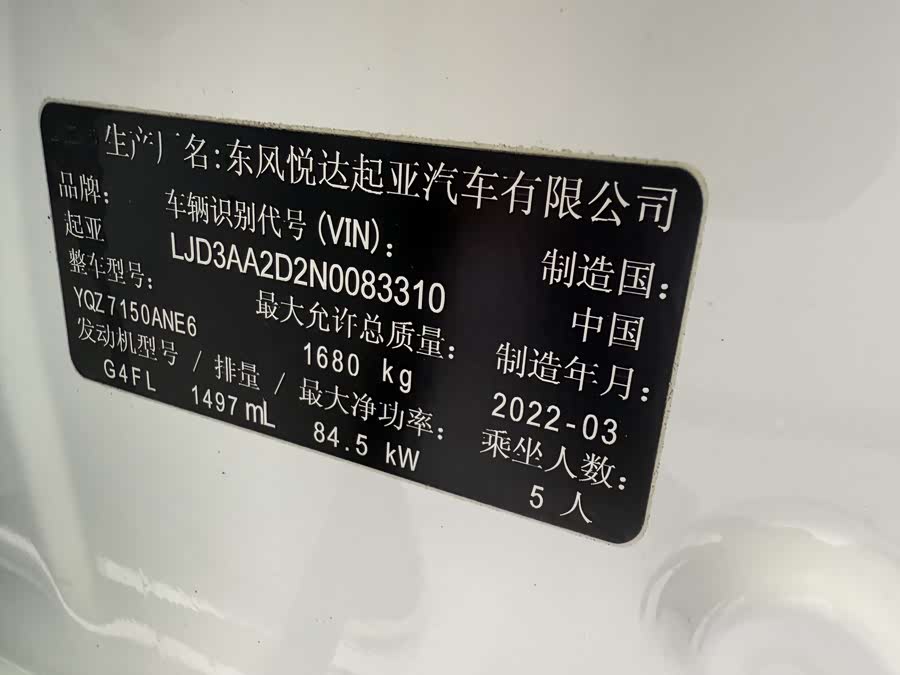 生产厂名：东风悦达起亚汽车有限公司
品牌： 车辆识别代号 (VIN)： 制造国：
起亚 LJD3AA2D2N0083310 中国
整车型号： 最大允许总质量： 制造年月：
YQZ7150ANE6 1680 kg 2022-03
发动机型号 / 排量 / 最大净功率： 乘坐人数：
G4FL 1497mL 84.5 kW 5 人